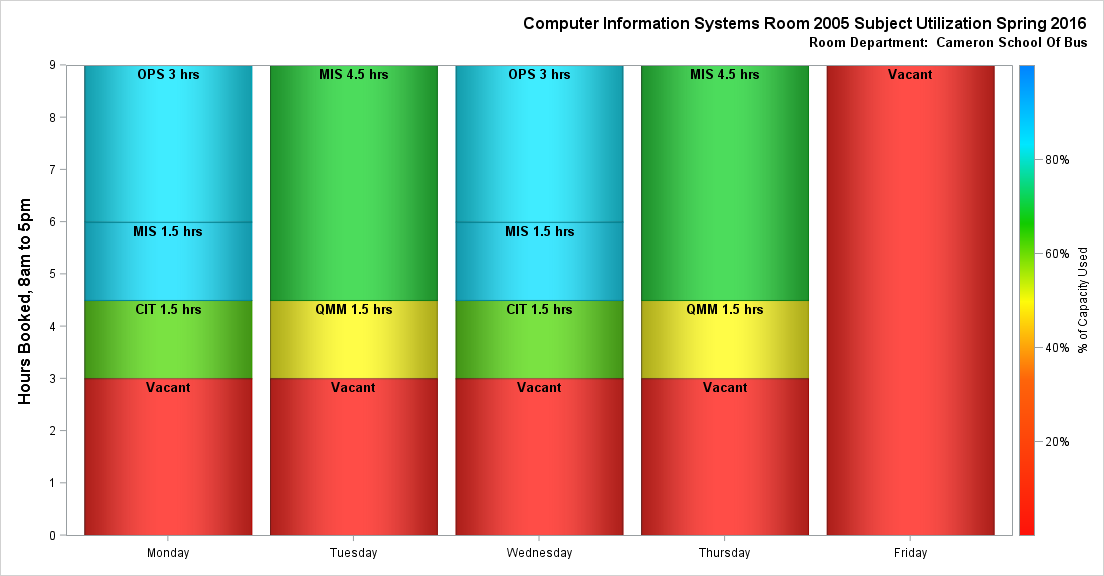 Computer Information Systems Room 2005 Subject Utilization Spring 2016
Room Department:  Cameron School Of Bus
Hours Booked, 8am to 5pm
9
8
7
6
5
4
3
2
1
0
OPS 3 hrs
MIS 1.5 hrs
CIT 1.5 hrs
Vacant
MIS 4.5 hrs
QMM 1.5 hrs
Vacant
OPS 3 hrs
MIS 1.5 hrs
CIT 1.5 hrs
Vacant
MIS 4.5 hrs
QMM 1.5 hrs
Vacant
Vacant
Monday
Tuesday
Wednesday
Thursday
Friday
80%
60%
40%
20%
% of Capacity Used